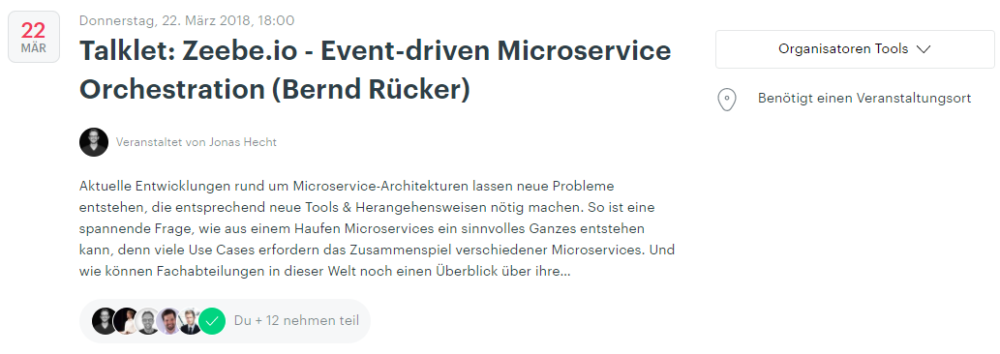 22
MÄR
Donnerstag, 22. März 2018, 18:00
Talklet: Zeebe.io - Event-driven Microservice
Orchestration (Bernd Rücker)
Veranstaltet von Jonas Hecht
Aktuelle Entwicklungen rund um Microservice-Architekturen lassen neue Probleme
entstehen, die entsprechend neue Tools & Herangehensweisen nötig machen. So ist eine
spannende Frage, wie aus einem Haufen Microservices ein sinnvolles Ganzes entstehen
kann, denn viele Use Cases erfordern das Zusammenspiel verschiedener Microservices. Und
wie können Fachabteilungen in dieser Welt noch einen Überblick über ihre...
Du + 12 nehmen teil
Organisatoren Tools
Benötigt einen Veranstaltungsort